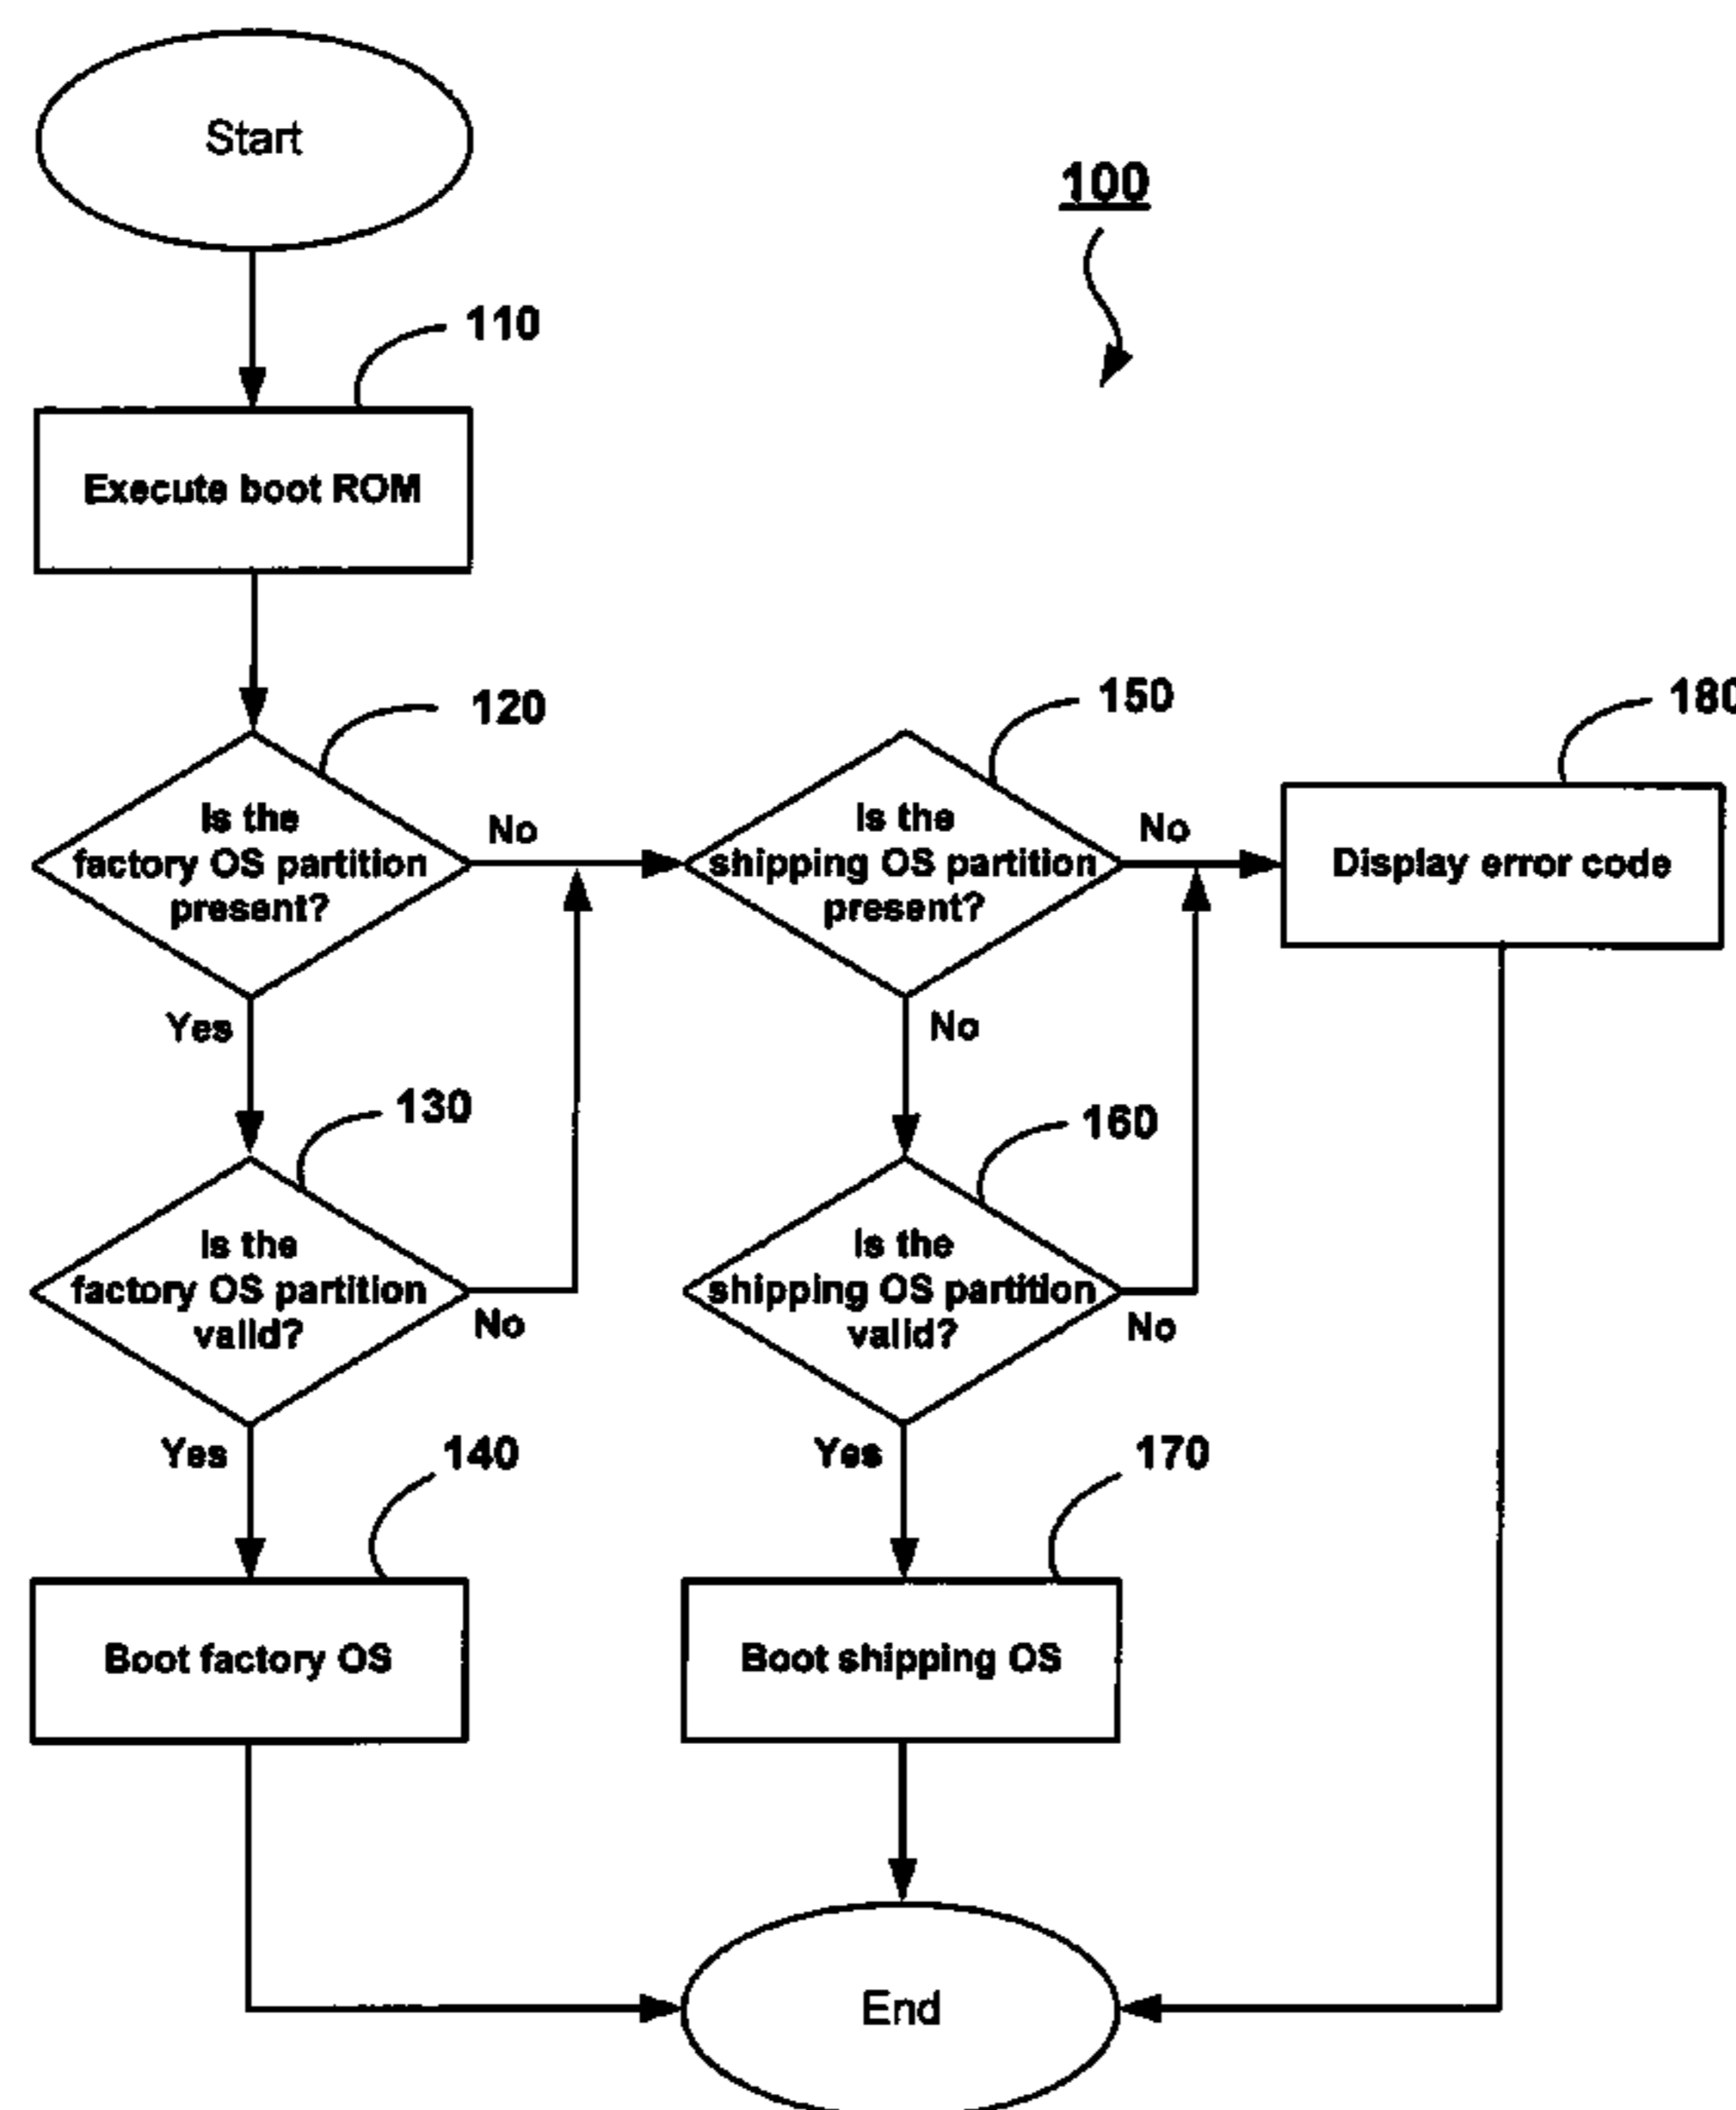 Start
100
110
Execute boot ROM
120
150
180
Is the
factory OS partition
present?
No
Is the
shipping OS partition
present?
No
Display error code
Yes
No
130
160
Is the
factory OS partition
valid?
No
Is the
shipping OS partition
valid?
No
Yes
140
Yes
170
Boot factory OS
Boot shipping OS
End